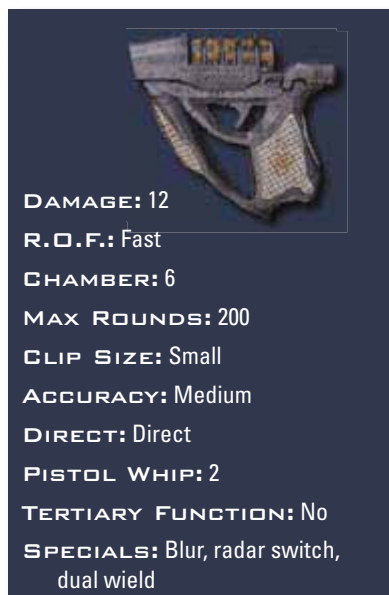 DAMAGE: 12
R.O.F.: Fast
CHAMBER: 6
MAX ROUNDS: 200
CLIP SIZE: Small
ACCURACY: Medium
DIRECT: Direct
PISTOL WHIP: 2
TERTIARY FUNCTION: No
SPECIALS: Blur, radar switch,
dual wield